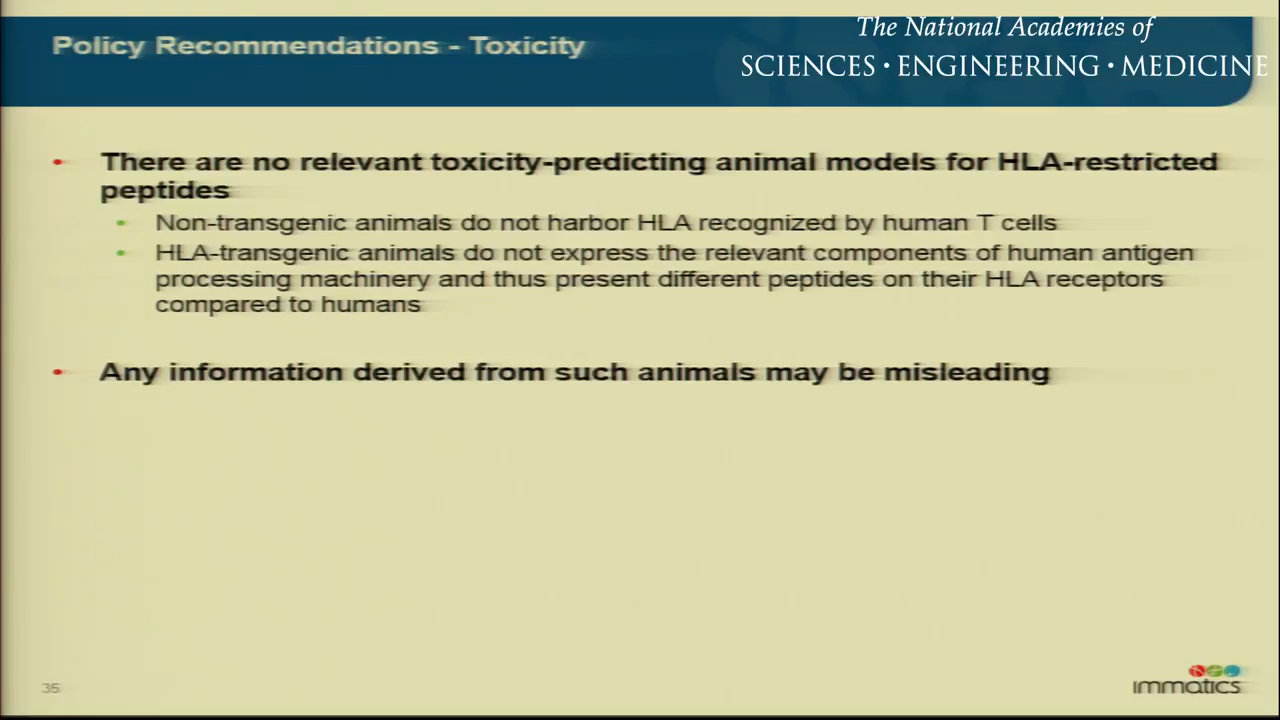 Policy Recommendations - Toxicity
The National Academies of
SCIENCES · ENGINEERING · MEDICINE
• There are no relevant toxicity-predicting animal models for HLA-restricted
peptides
• Non-transgenic animals do not harbor HLA recognized by human T cells
• HLA-transgenic animals do not express the relevant components of human antigen
processing machinery and thus present different peptides on their HLA receptors
compared to humans
• Any information derived from such animals may be misleading
35
immatics